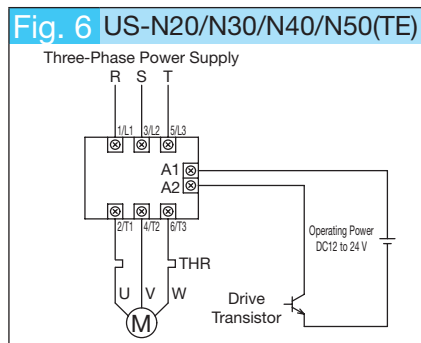 Fig. 6 US-N20/N30/N40/N50(TE)
Three-Phase Power Supply
R S T
1/L1 3/L2 5/L3
A1
A2
2/T1 4/T2 6/T3
Operating Power
DC12 to 24 V
THR
U V W
Drive
Transistor
M